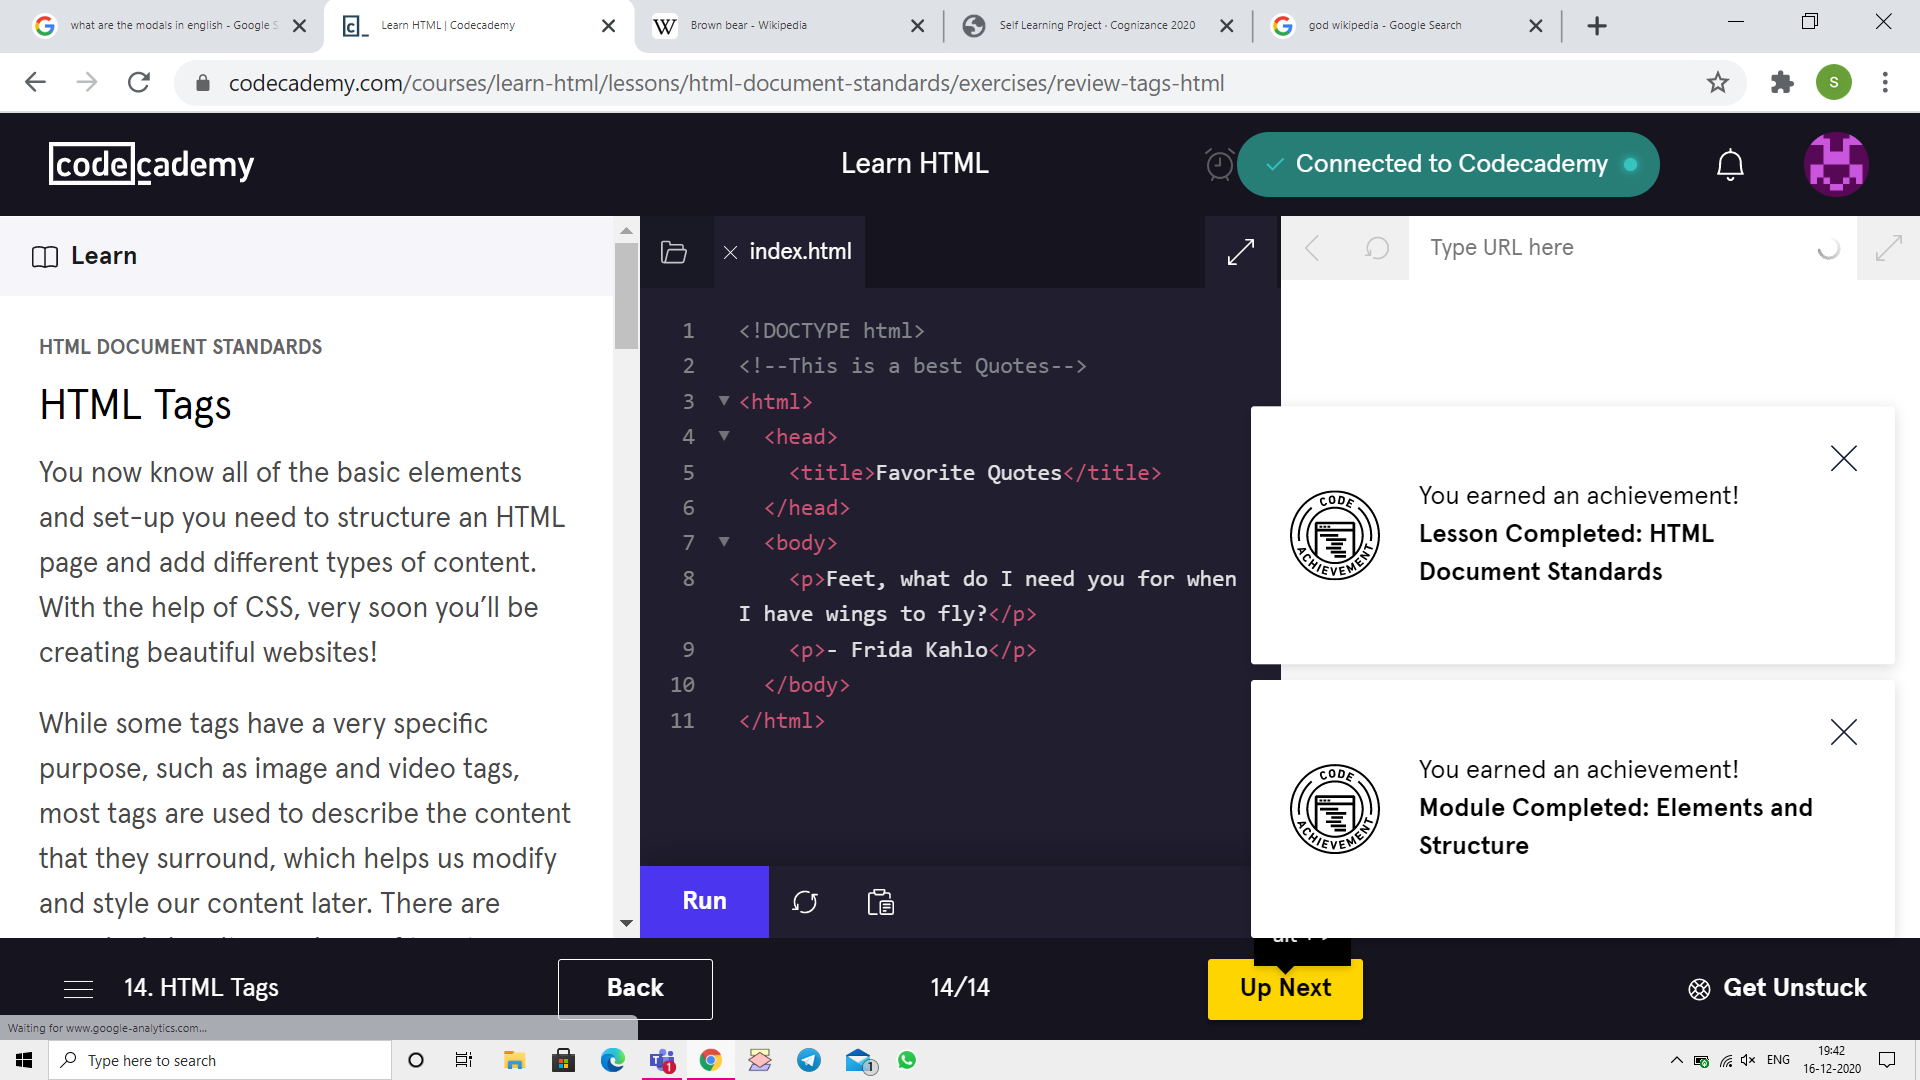 what are the modals in english - Google S
Learn HTML | Codecademy
Brown bear - Wikipedia
Self Learning Project - Cognizance 2020
god wikipedia - Google Search
codecademy.com/courses/learn-html/lessons/html-document-standards/exercises/review-tags-html
S
codecademy
Learn HTML
Connected to Codecademy
Learn
index.html
Type URL here
HTML DOCUMENT STANDARDS
HTML Tags
You now know all of the basic elements
and set-up you need to structure an HTML
page and add different types of content.
With the help of CSS, very soon you’ll be
creating beautiful websites!
While some tags have a very specific
purpose, such as image and video tags,
most tags are used to describe the content
that they surround, which helps us modify
and style our content later. There are
1 <!DOCTYPE html>
2 <!--This is a best Quotes-->
3 <html>
4 <head>
5 <title>Favorite Quotes</title>
6 </head>
7 <body>
8 <p>Feet, what do I need you for when
I have wings to fly?</p>
9 <p>- Frida Kahlo</p>
10 </body>
11 </html>
CODE ACHIEVEMENT
You earned an achievement!
Lesson Completed: HTML
Document Standards
CODE ACHIEVEMENT
You earned an achievement!
Module Completed: Elements and
Structure
Run
14. HTML Tags
Back
14/14
Up Next
Get Unstuck
Waiting for www.google-analytics.com...
Type here to search
1
1
ENG
19:42
16-12-2020